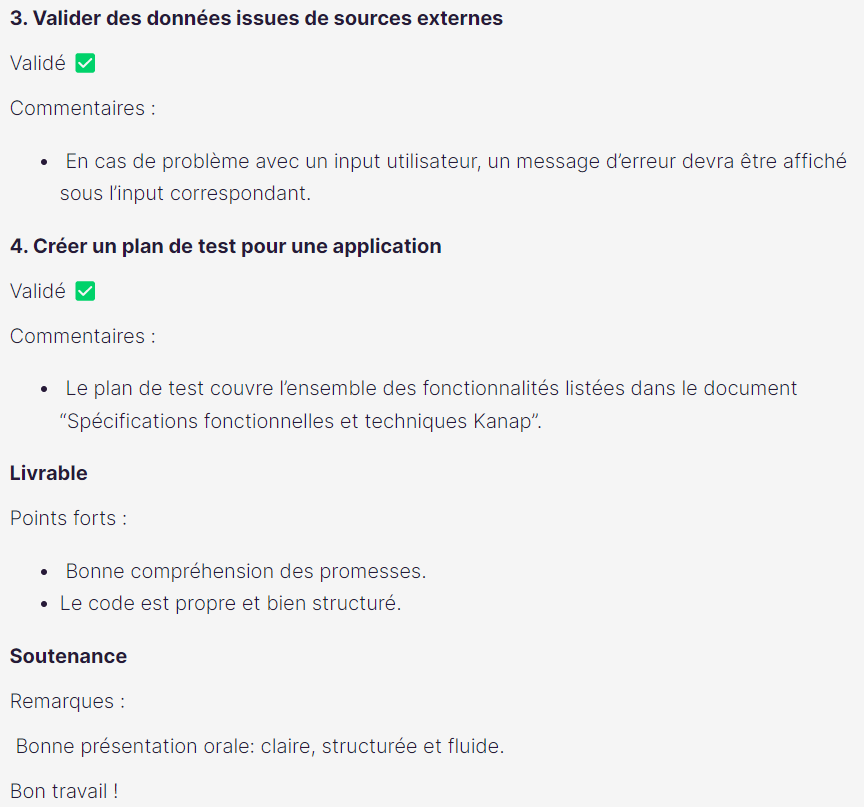 3. Valider des données issues de sources externes
Validé ✅
Commentaires :
• En cas de problème avec un input utilisateur, un message d’erreur devra être affiché
sous l’input correspondant.
4. Créer un plan de test pour une application
Validé ✅
Commentaires :
• Le plan de test couvre l’ensemble des fonctionnalités listées dans le document
“Spécifications fonctionnelles et techniques Kanap”.
Livrable
Points forts :
• Bonne compréhension des promesses.
• Le code est propre et bien structuré.
Soutenance
Remarques :
Bonne présentation orale: claire, structurée et fluide.
Bon travail !